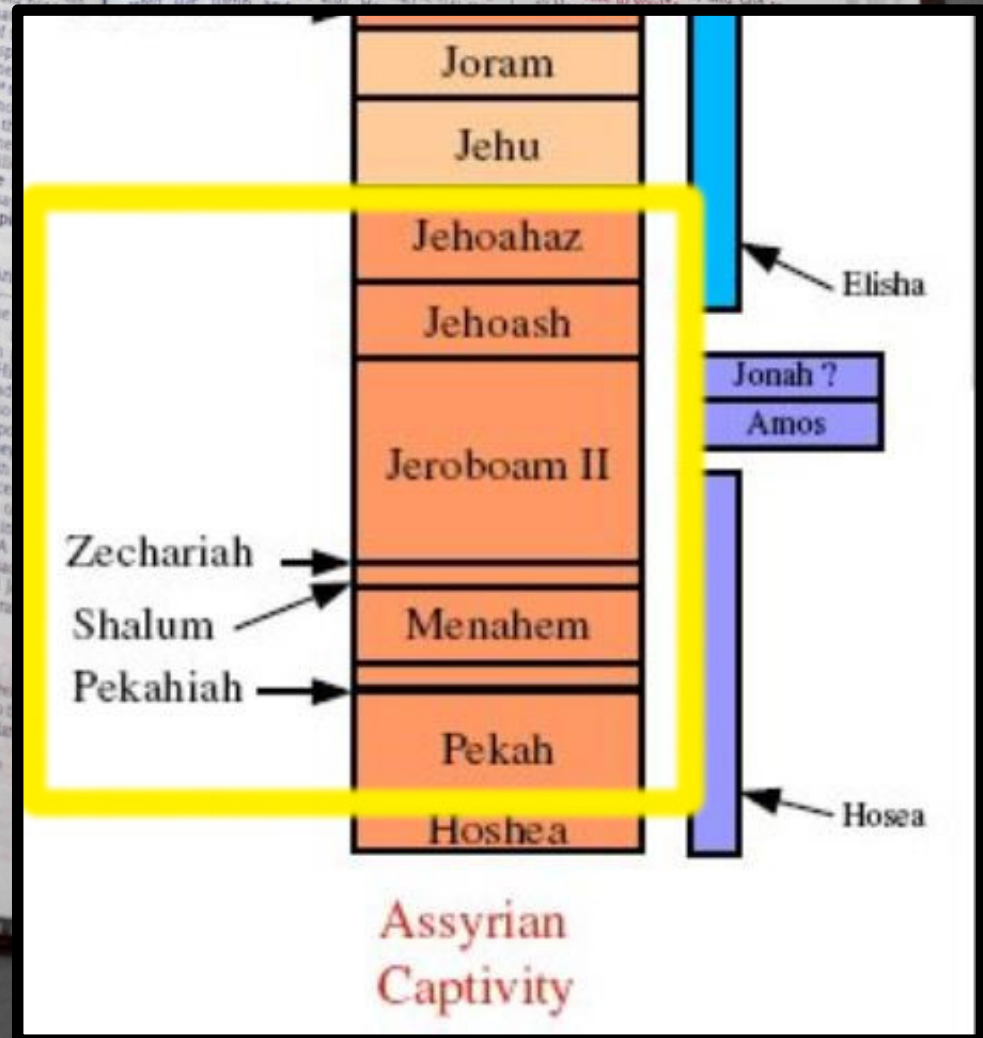 Joram
Jehu
Jehoahaz
Elisha
Jehoash
Jonah ?
Amos
Jeroboam II
Zechariah
Shalum
Menahem
Pekahiah
Pekah
Hosea
Hoshea
Assyrian
Captivity